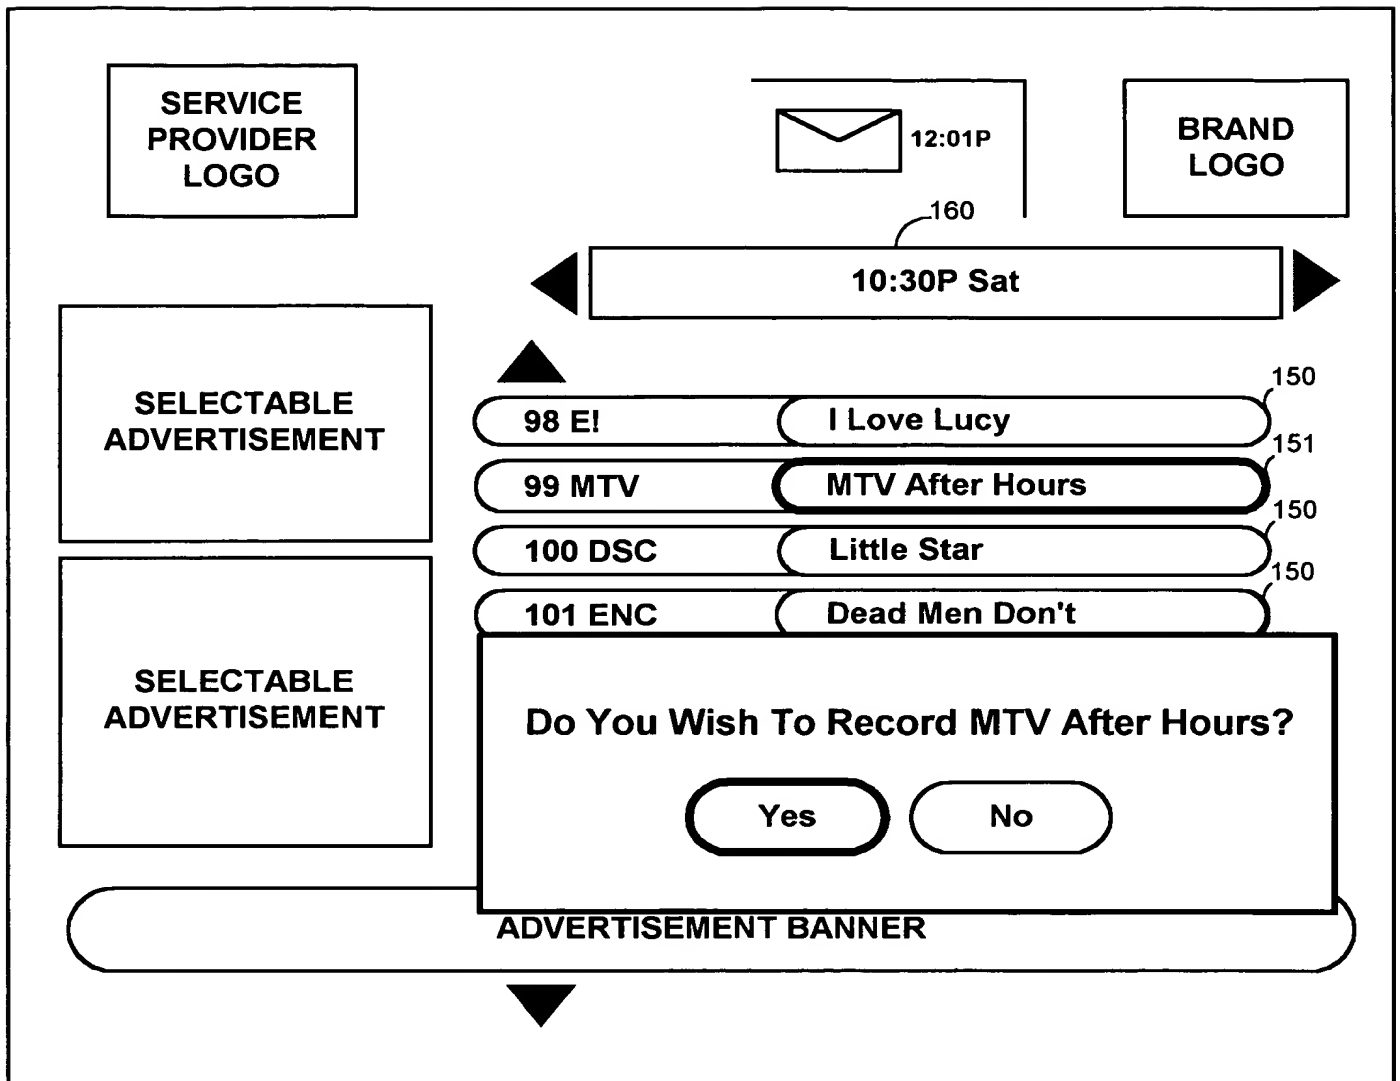 SERVICE
PROVIDER
LOGO
12:01P
BRAND
LOGO
160
10:30P Sat
SELECTABLE
ADVERTISEMENT
150
98 E! I Love Lucy
151
99 MTV MTV After Hours
150
100 DSC Little Star
150
101 ENC Dead Men Don't
SELECTABLE
ADVERTISEMENT
Do You Wish To Record MTV After Hours?
Yes No
ADVERTISEMENT BANNER